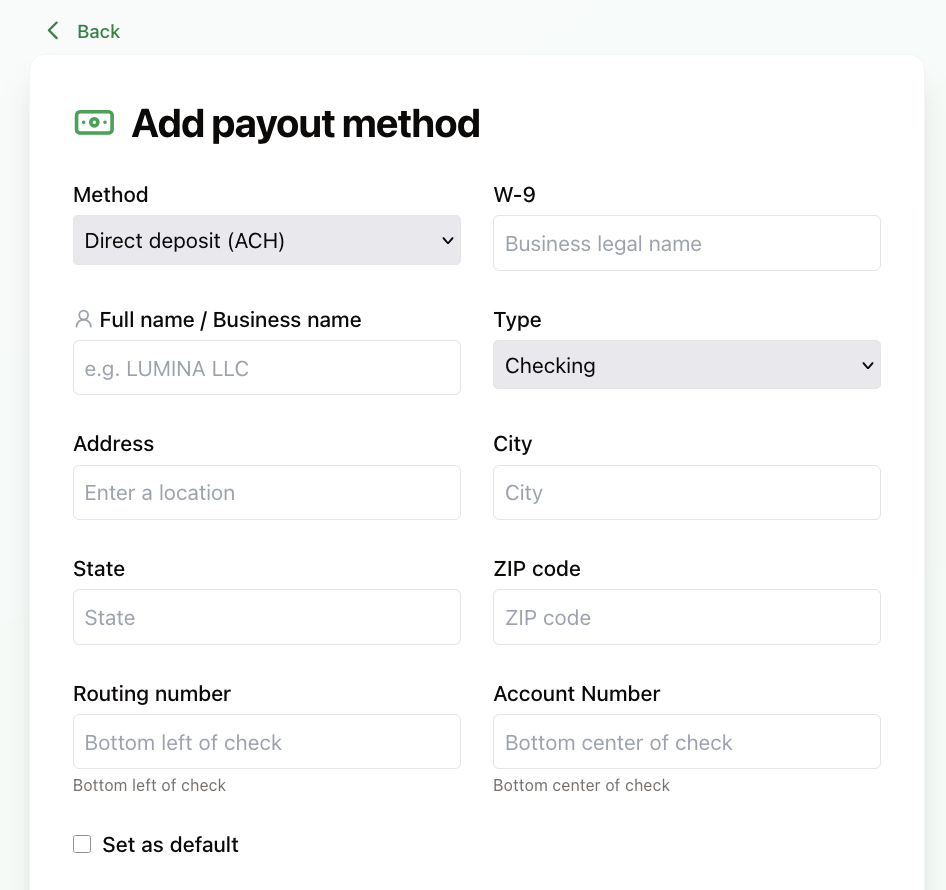 Back
Add payout method
Method
W-9
Direct deposit (ACH)
Business legal name
Full name / Business name
Type
e.g. LUMINA LLC
Checking
Address
City
Enter a location
City
State
ZIP code
State
ZIP code
Routing number
Account Number
Bottom left of check
Bottom center of check
Bottom left of check
Bottom center of check
Set as default